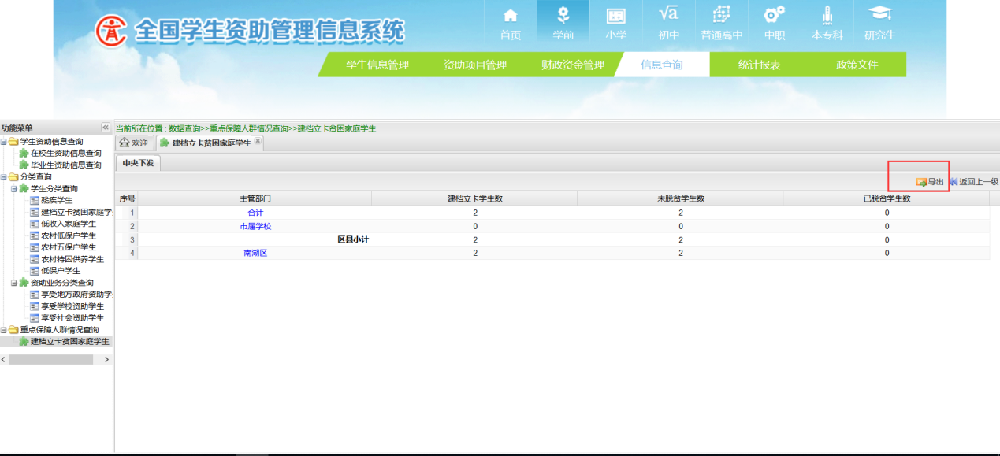 全国学生资助管理信息系统
首页 学前 小学 初中 普通高中 中职 本专科 研究生
学生信息管理 资助项目管理 财政资金管理 信息查询 统计报表 政策文件
功能菜单
当前所在位置 : 数据查询>>重点保障人群情况查询>>建档立卡贫困家庭学生
欢迎 建档立卡贫困家庭学生
中央下发
导出 返回上一级
学生资助信息查询
在校生资助信息查询
毕业生资助信息查询
分类查询
学生分类查询
残疾学生
建档立卡贫困家庭学
低收入家庭学生
农村低保户学生
农村五保户学生
农村特困供养学生
低保户学生
资助业务分类查询
享受地方政府资助学
享受学校资助学生
享受社会资助学生
重点保障人群情况查询
建档立卡贫困家庭学生
序号 主管部门 建档立卡学生数 未脱贫学生数 已脱贫学生数
1 合计 2 2 0
2 市属学校 0 0 0
3 区县小计 2 2 0
4 南湖区 2 2 0